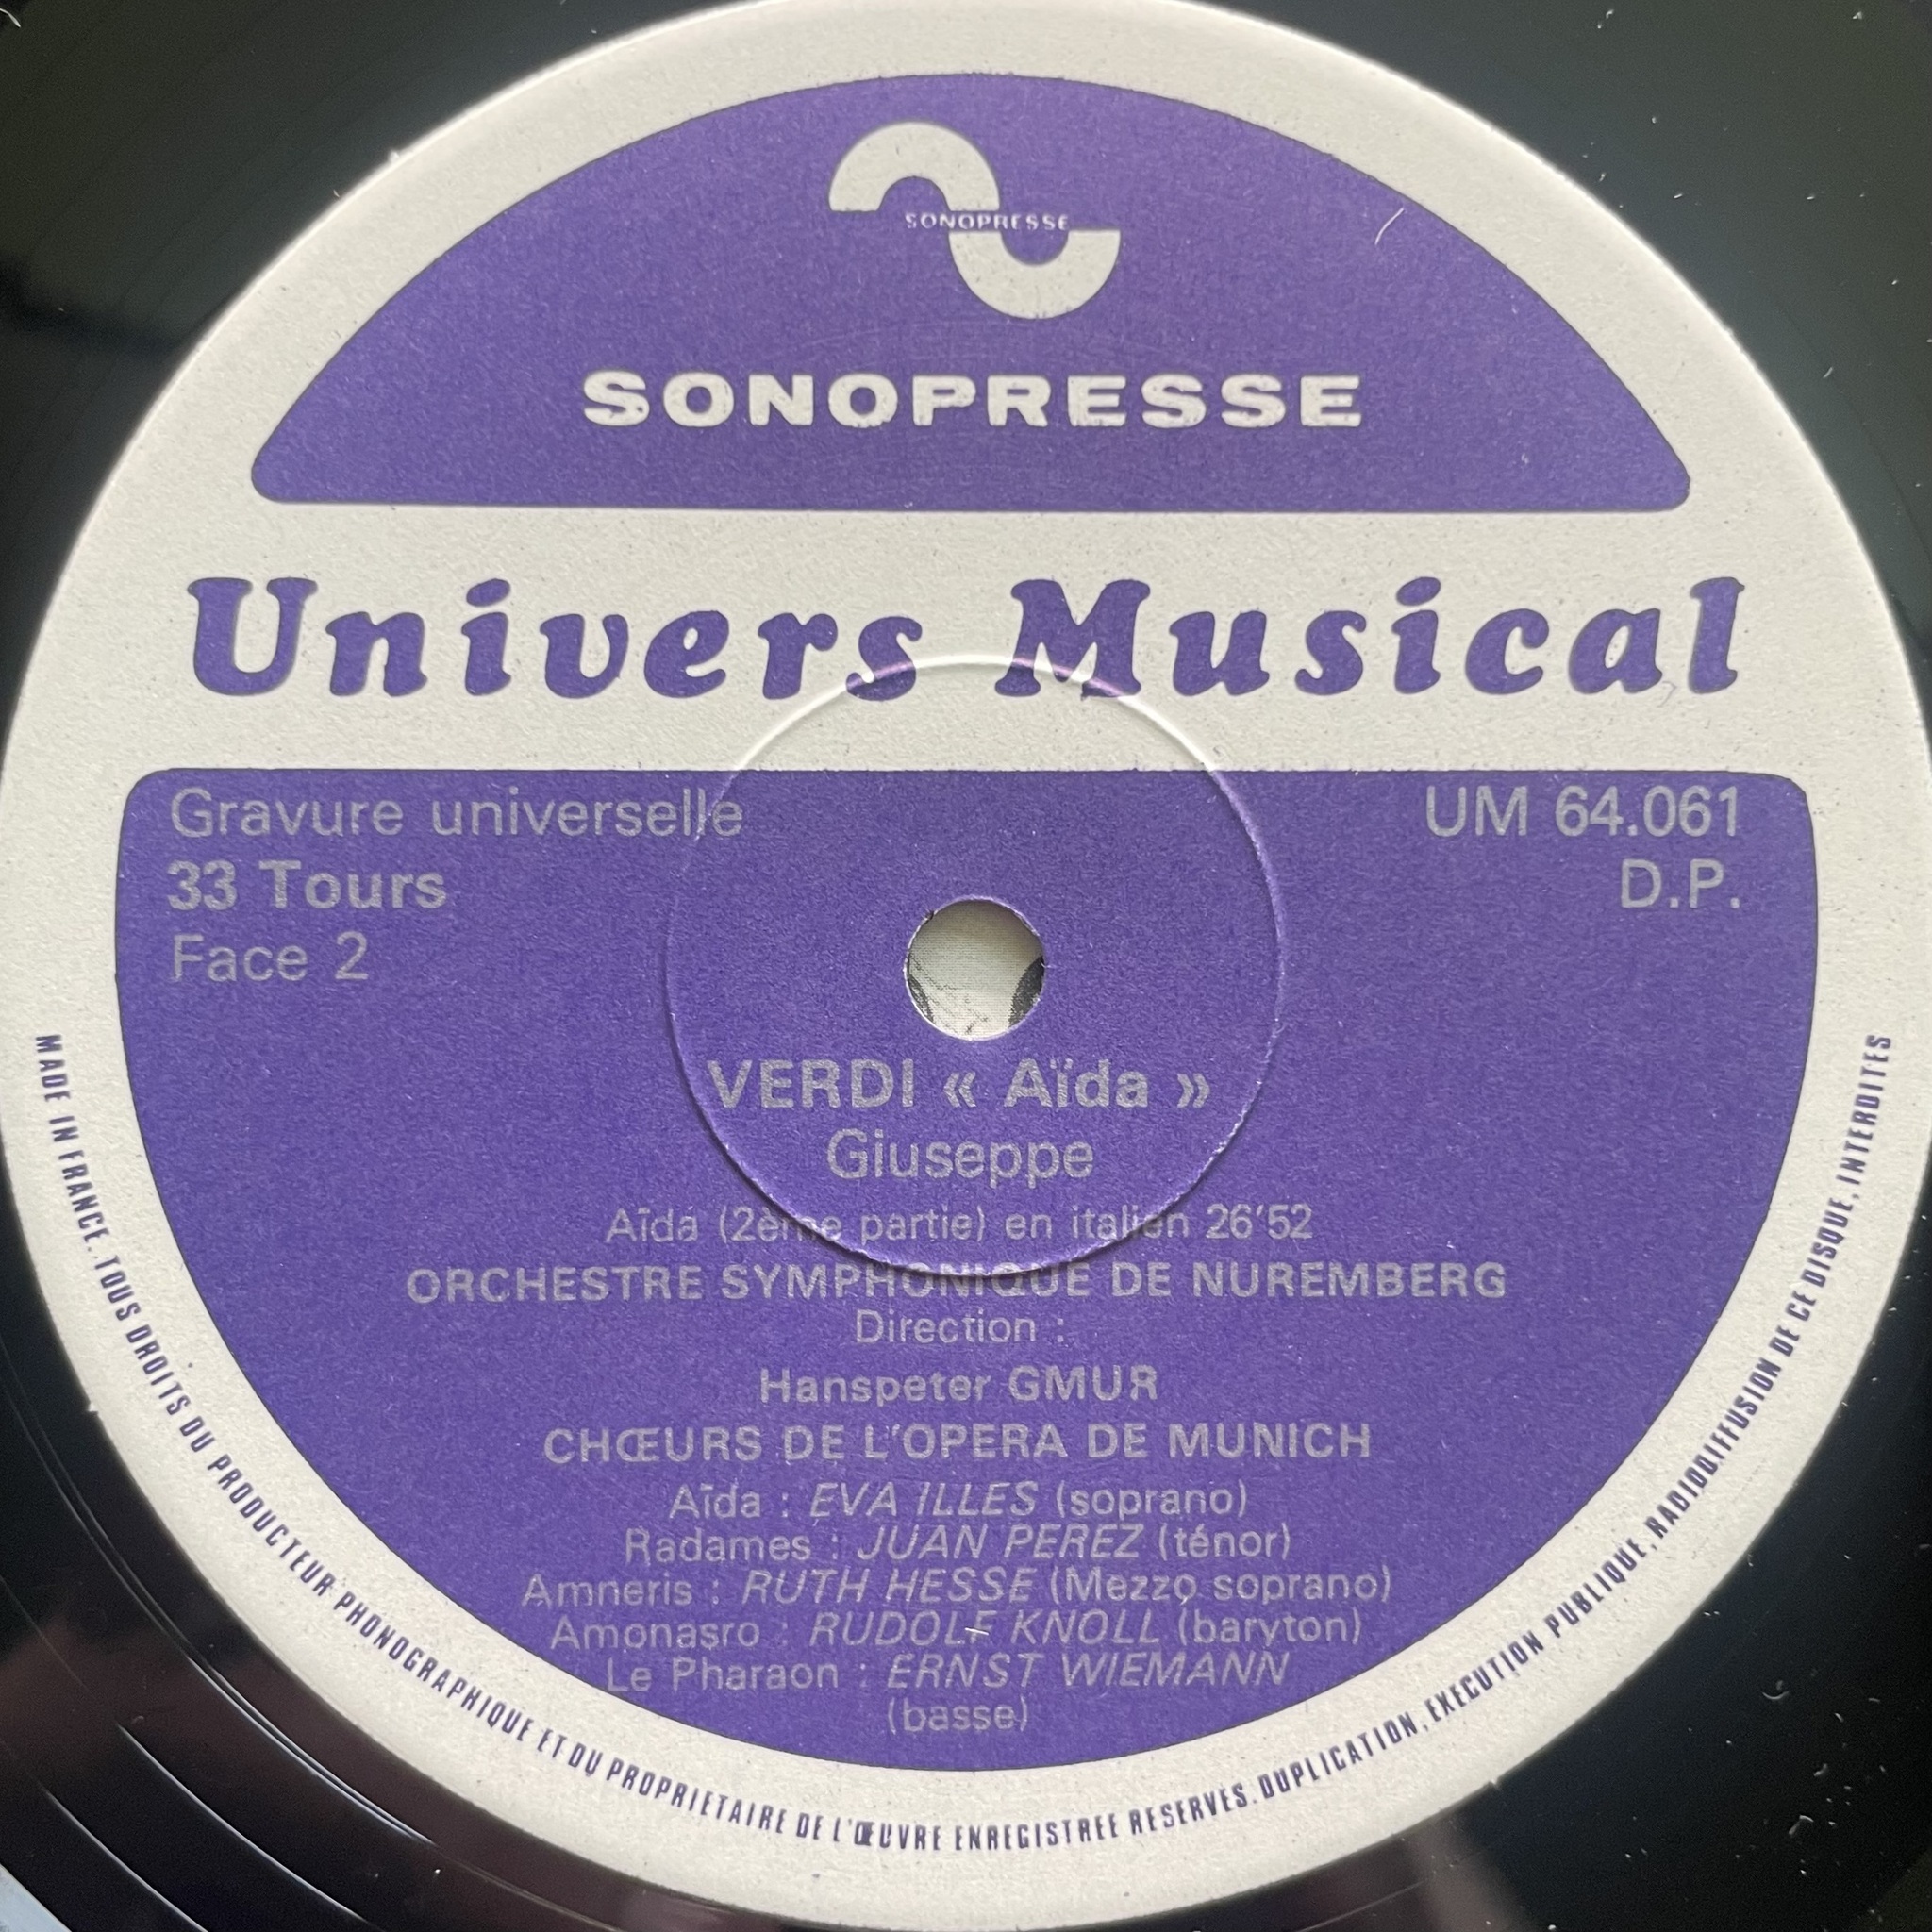 SONOPRESSE
SONOPRESSE
Univers Musical
Gravure universelle
33 Tours
Face 2
UM 64.061
D.P.
VERDI « Aïda »
Giuseppe
Aïda (2ème partie) en italien 26'52
ORCHESTRE SYMPHONIQUE DE NUREMBERG
Direction :
Hanspeter GMUR
CHŒURS DE L'OPERA DE MUNICH
Aïda : EVA ILLES (soprano)
Radames : JUAN PEREZ (ténor)
Amneris : RUTH HESSE (Mezzo soprano)
Amonasro : RUDOLF KNOLL (baryton)
Le Pharaon : ERNST WIEMANN
(basse)
MADE IN FRANCE. TOUS DROITS DU PRODUCTEUR PHONOGRAPHIQUE ET DU PROPRIETAIRE DE L'ŒUVRE ENREGISTREE RESERVES. DUPLICATION, EXECUTION PUBLIQUE, RADIODIFFUSION DE CE DISQUE, INTERDITES